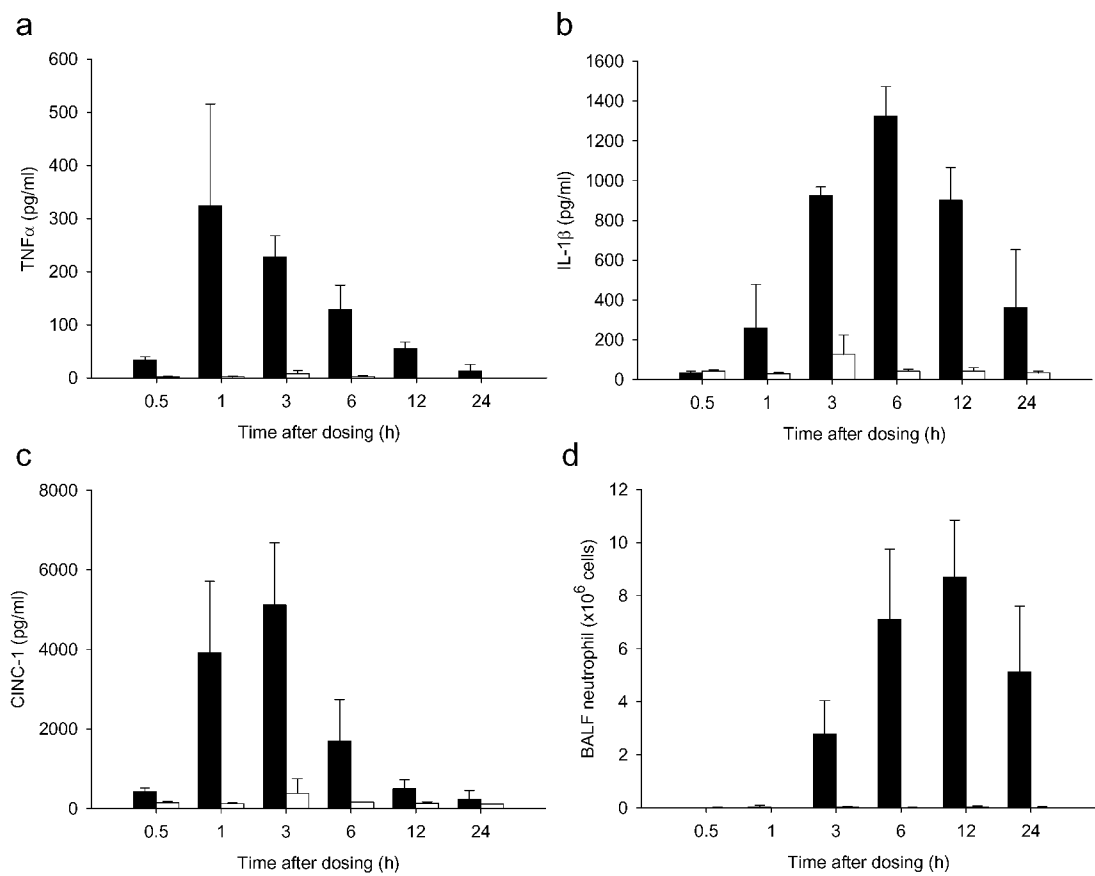 a
600
500
400
300
200
100
0
TNFα (pg/ml)
0.5 1 3 6 12 24
Time after dosing (h)
b
1600
1400
1200
1000
800
600
400
200
0
IL-1β (pg/ml)
0.5 1 3 6 12 24
Time after dosing (h)
c
8000
6000
4000
2000
0
CINC-1 (pg/ml)
0.5 1 3 6 12 24
Time after dosing (h)
d
12
10
8
6
4
2
0
BALF neutrophil (x10⁶ cells)
0.5 1 3 6 12 24
Time after dosing (h)